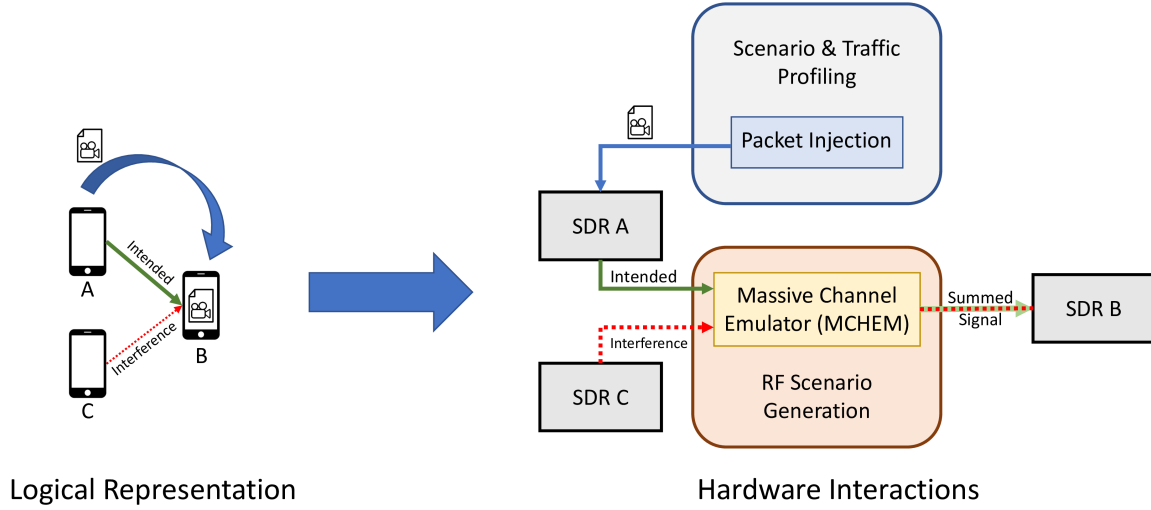 Intended
A
Interference
B
C
Logical Representation
Scenario & Traffic
Profiling
Packet Injection
SDR A
Intended
Massive Channel
Emulator (MCHEM)
Summed
Signal
SDR B
Interference
SDR C
RF Scenario
Generation
Hardware Interactions